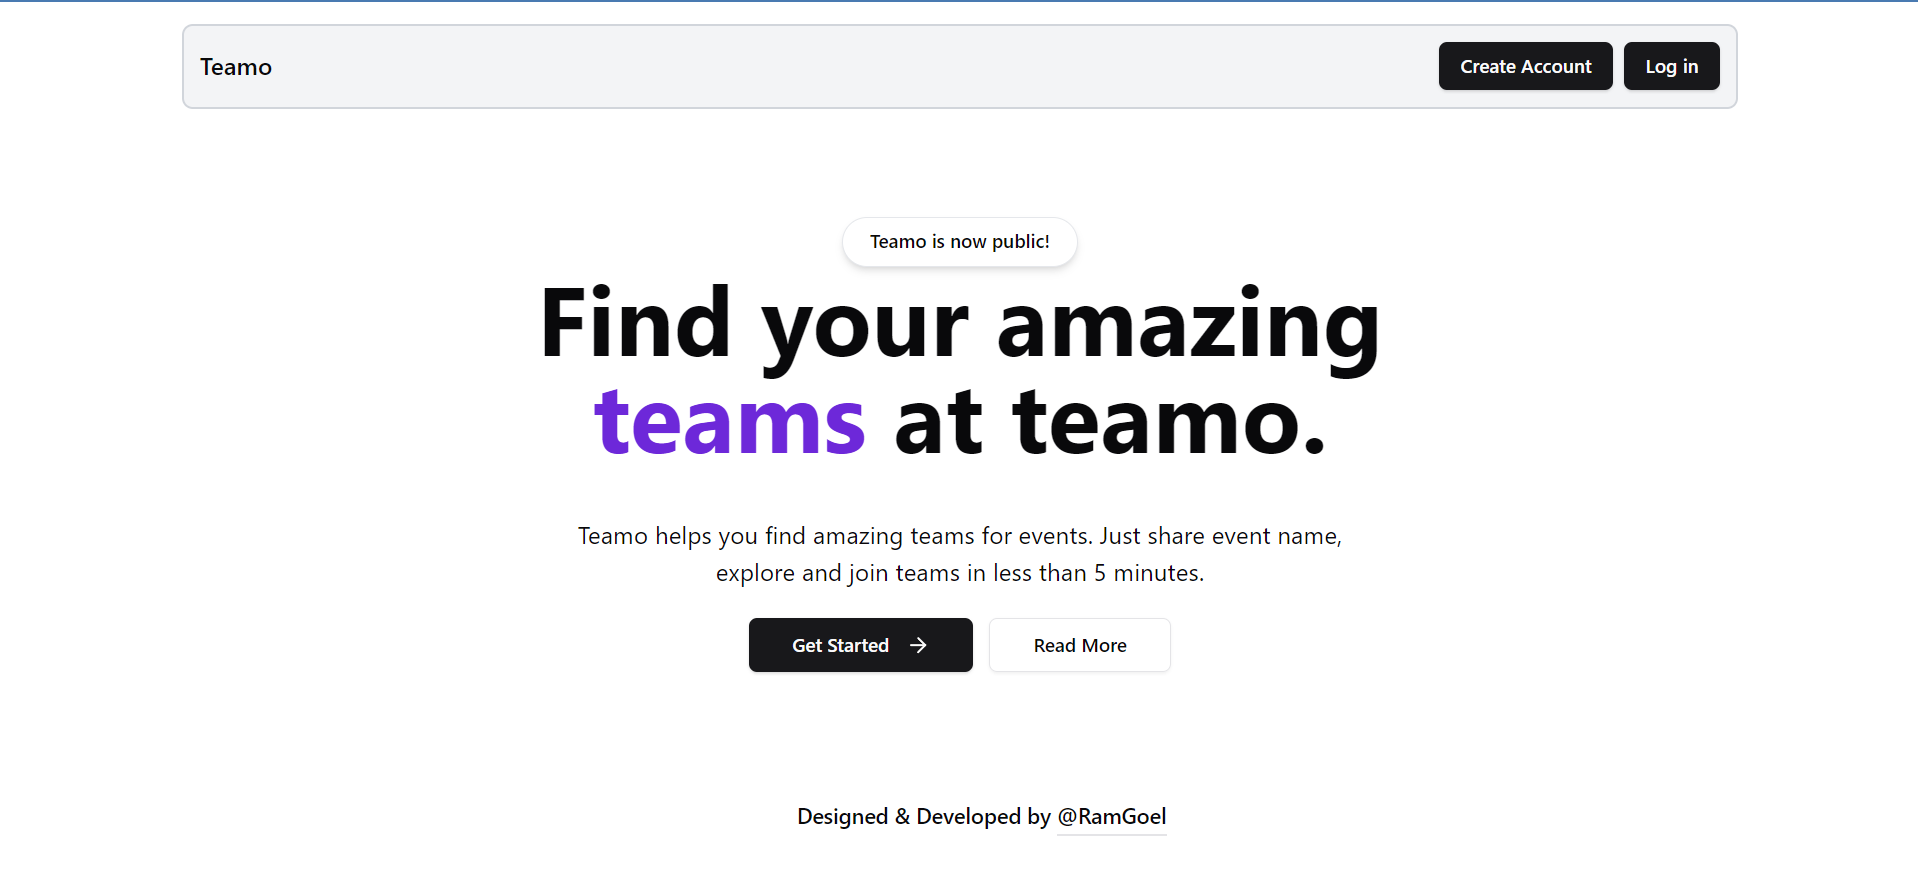 Teamo
Create Account
Log in
Teamo is now public!
Find your amazing
teams at teamo.
Teamo helps you find amazing teams for events. Just share event name,
explore and join teams in less than 5 minutes.
Get Started
Read More
Designed & Developed by @RamGoel